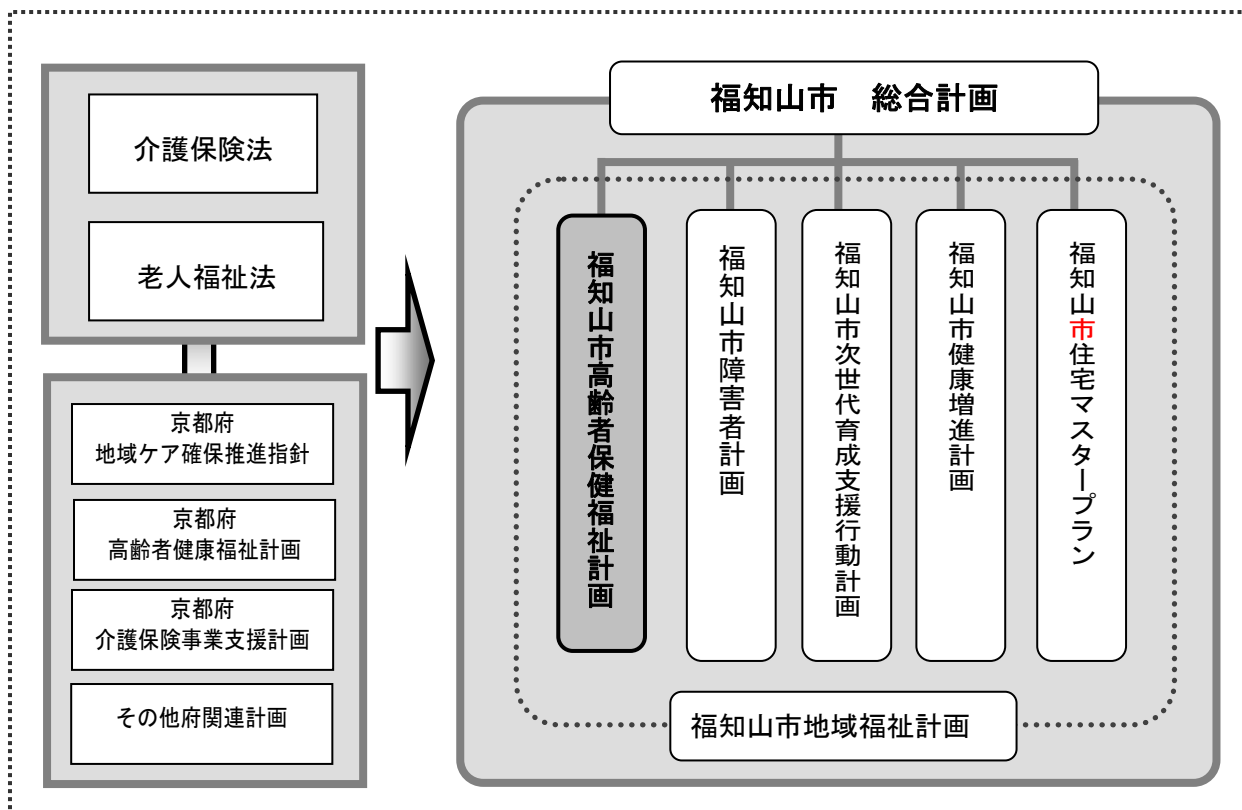 介護保険法
老人福祉法
京都府
地域ケア確保推進指針
京都府
高齢者健康福祉計画
京都府
介護保険事業支援計画
その他府関連計画
福知山市　総合計画
福知山市高齢者保健福祉計画
福知山市障害者計画
福知山市次世代育成支援行動計画
福知山市健康増進計画
福知山市住宅マスタープラン
福知山市地域福祉計画